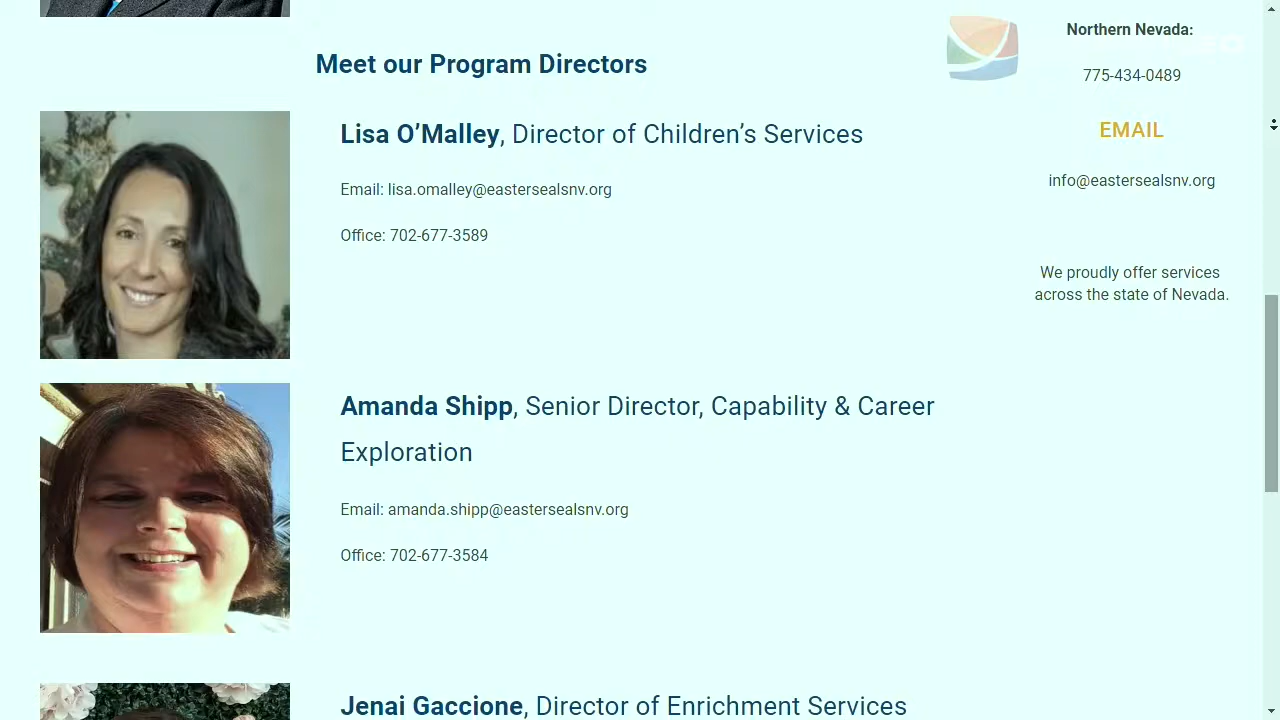 Meet our Program Directors
Lisa O’Malley, Director of Children’s Services
Email: lisa.omalley@eastersealsnv.org
Office: 702-677-3589
Amanda Shipp, Senior Director, Capability & Career
Exploration
Email: amanda.shipp@eastersealsnv.org
Office: 702-677-3584
Jenai Gaccione, Director of Enrichment Services
Northern Nevada:
775-434-0489
EMAIL
info@eastersealsnv.org
We proudly offer services
across the state of Nevada.